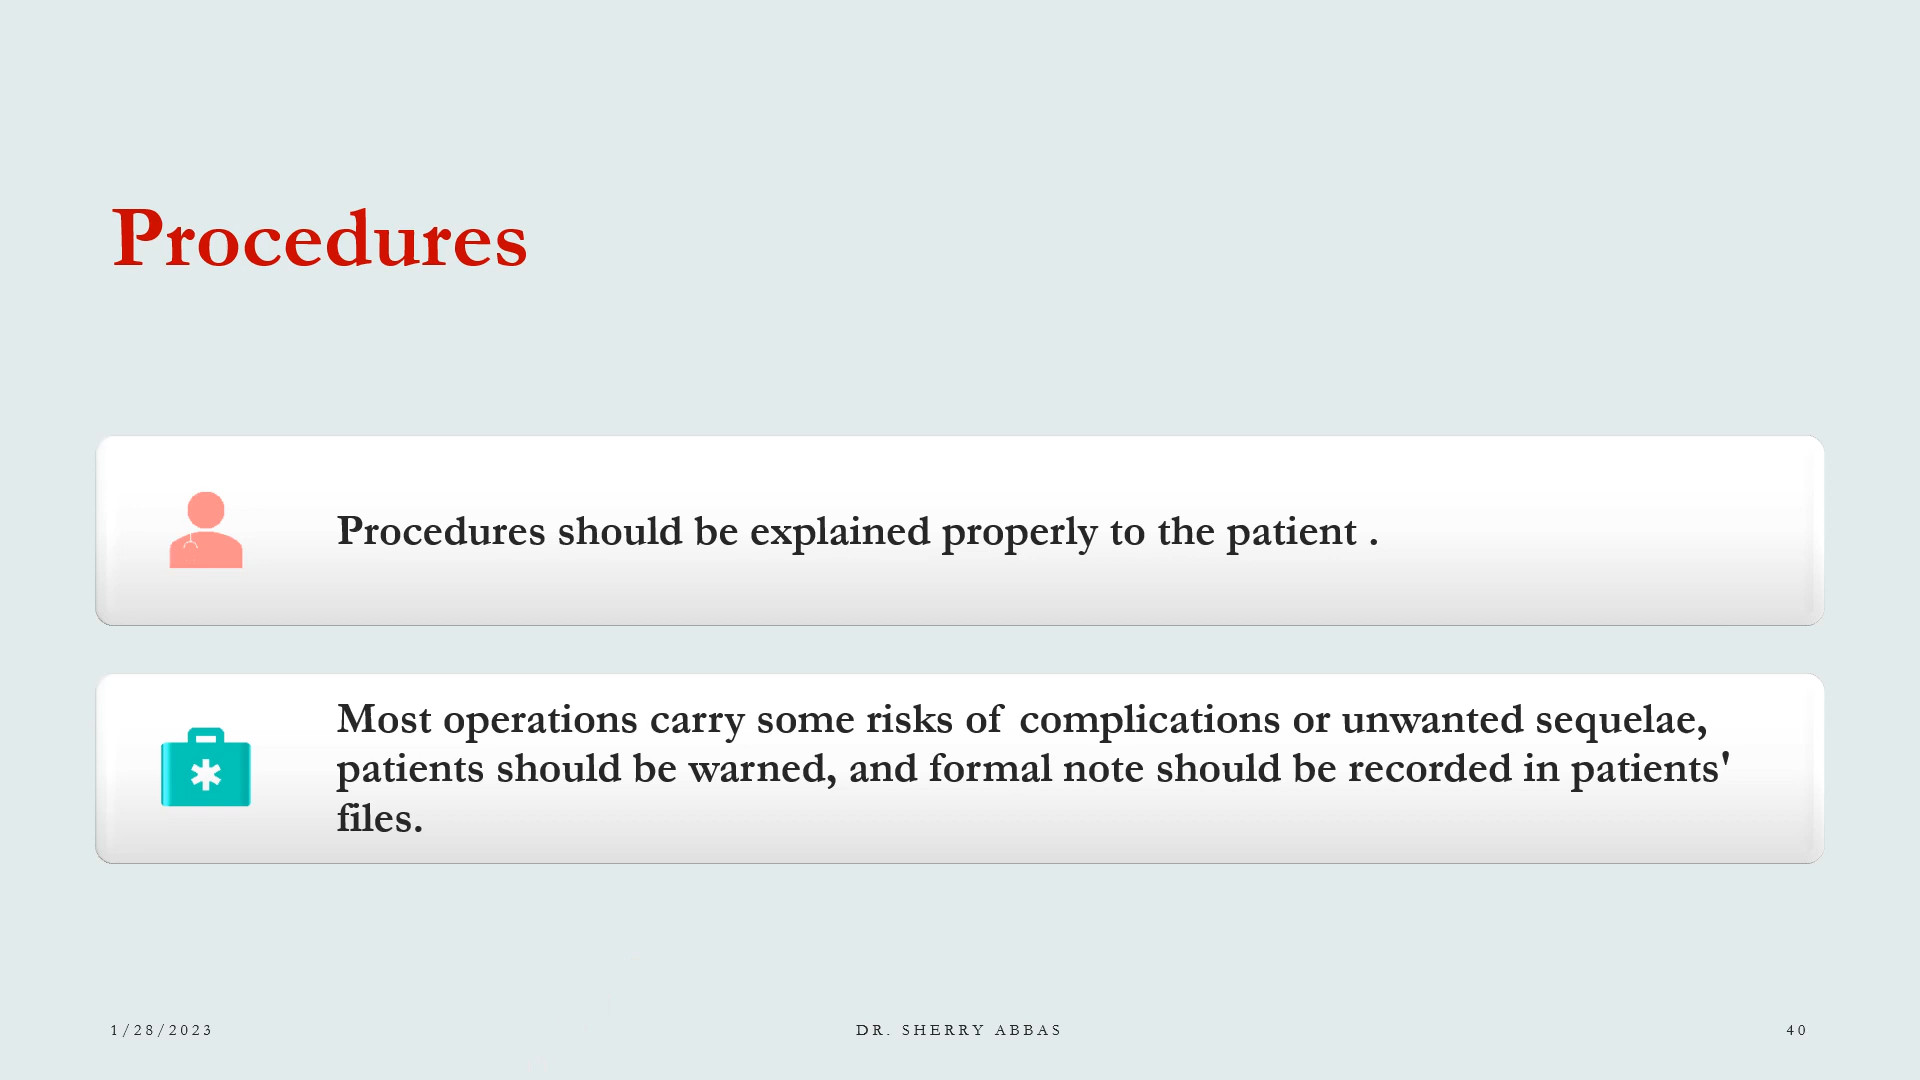 Procedures
Procedures should be explained properly to the patient .
Most operations carry some risks of  complications or unwanted sequelae,
patients should be warned, and formal note should be recorded in patients'
files.
1/28/2023
DR. SHERRY ABBAS
40